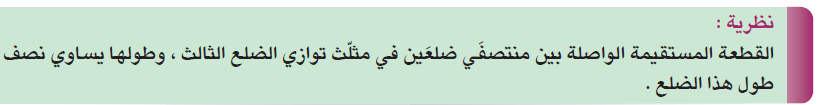 نظرية :
القطعة المستقيمة الواصلة بين منتصفَي ضلعَين في مثلّث توازي الضلع الثالث ، وطولها يساوي نصف
طول هذا الضلع .